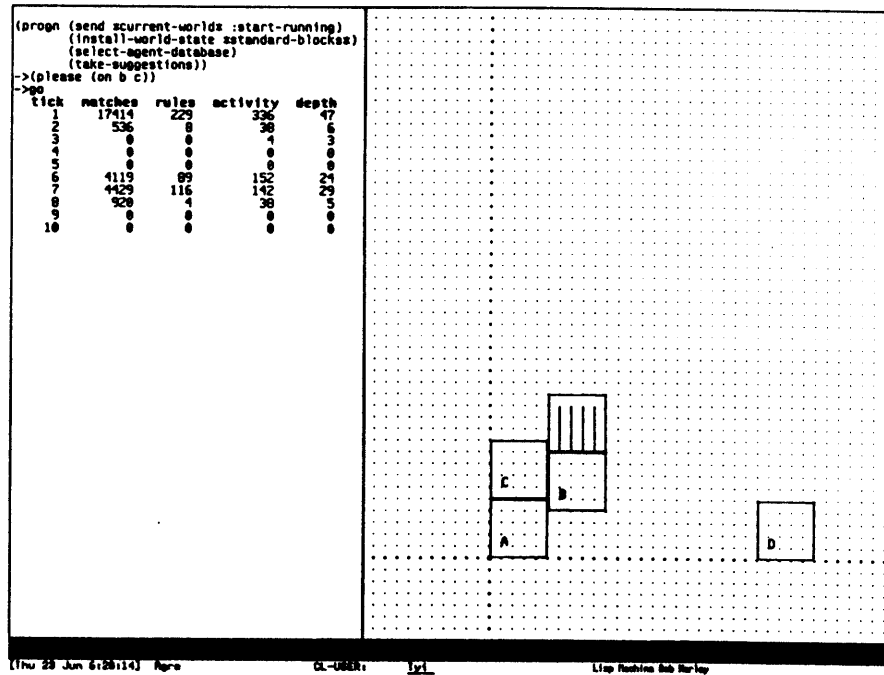 (progn (send *current-world* :start-running)
(install-world-state *standard-blocks*)
(select-agent-database)
(take-suggestions))
->(please (on b c))
->go
tick matches rules activity depth
1 17414 229 336 47
2 536 8 38 6
3 0 0 4 3
4 0 0 0 0
5 0 0 0 0
6 4119 89 152 24
7 4429 116 142 29
8 920 4 38 5
9 0 0 0 0
10 0 0 0 0
C
B
A
D
[Thu 23 Jun 6:28:14] Agre CL-USER: Tyi Lisp Machine Bob Marley